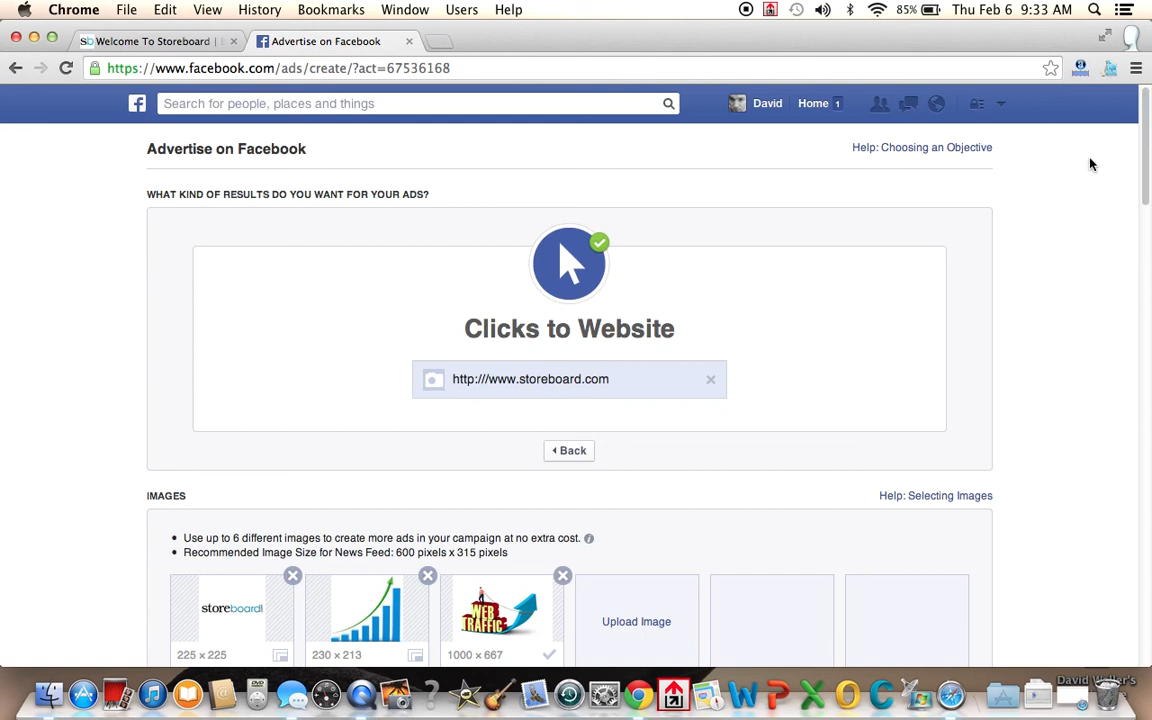 Chrome File Edit View History Bookmarks Window Users Help 85% Thu Feb 6 9:33 AM
Welcome To Storeboard | Advertise on Facebook
https://www.facebook.com/ads/create/?act=67536168
Search for people, places and things David Home 1
Advertise on Facebook Help: Choosing an Objective
WHAT KIND OF RESULTS DO YOU WANT FOR YOUR ADS?
Clicks to Website
http:///www.storeboard.com
Back
IMAGES Help: Selecting Images
Use up to 6 different images to create more ads in your campaign at no extra cost.
Recommended Image Size for News Feed: 600 pixels x 315 pixels
storeboard!
WEB
TRAFFIC
Upload Image
225 x 225 230 x 213 1000 x 667